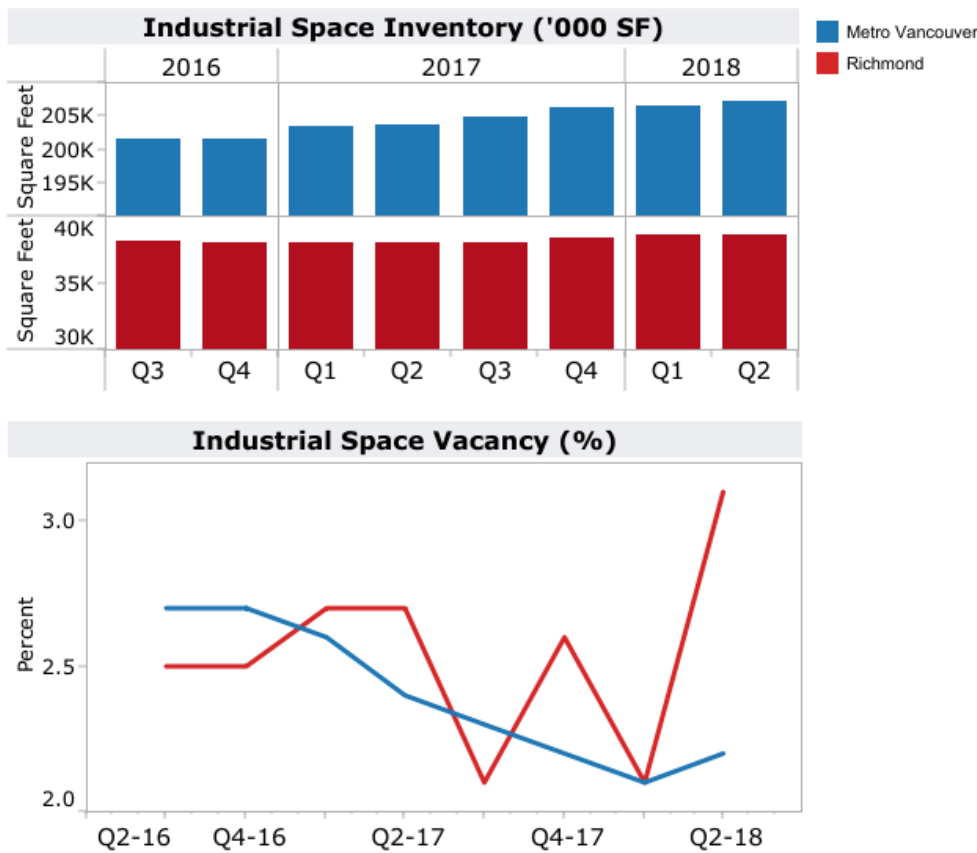 Industrial Space Inventory ('000 SF)
Metro Vancouver
Richmond
2016 2017 2018
Square Feet
205K
200K
195K
Square Feet
40K
35K
30K
Q3 Q4 Q1 Q2 Q3 Q4 Q1 Q2
Industrial Space Vacancy (%)
Percent
3.0
2.5
2.0
Q2-16 Q4-16 Q2-17 Q4-17 Q2-18